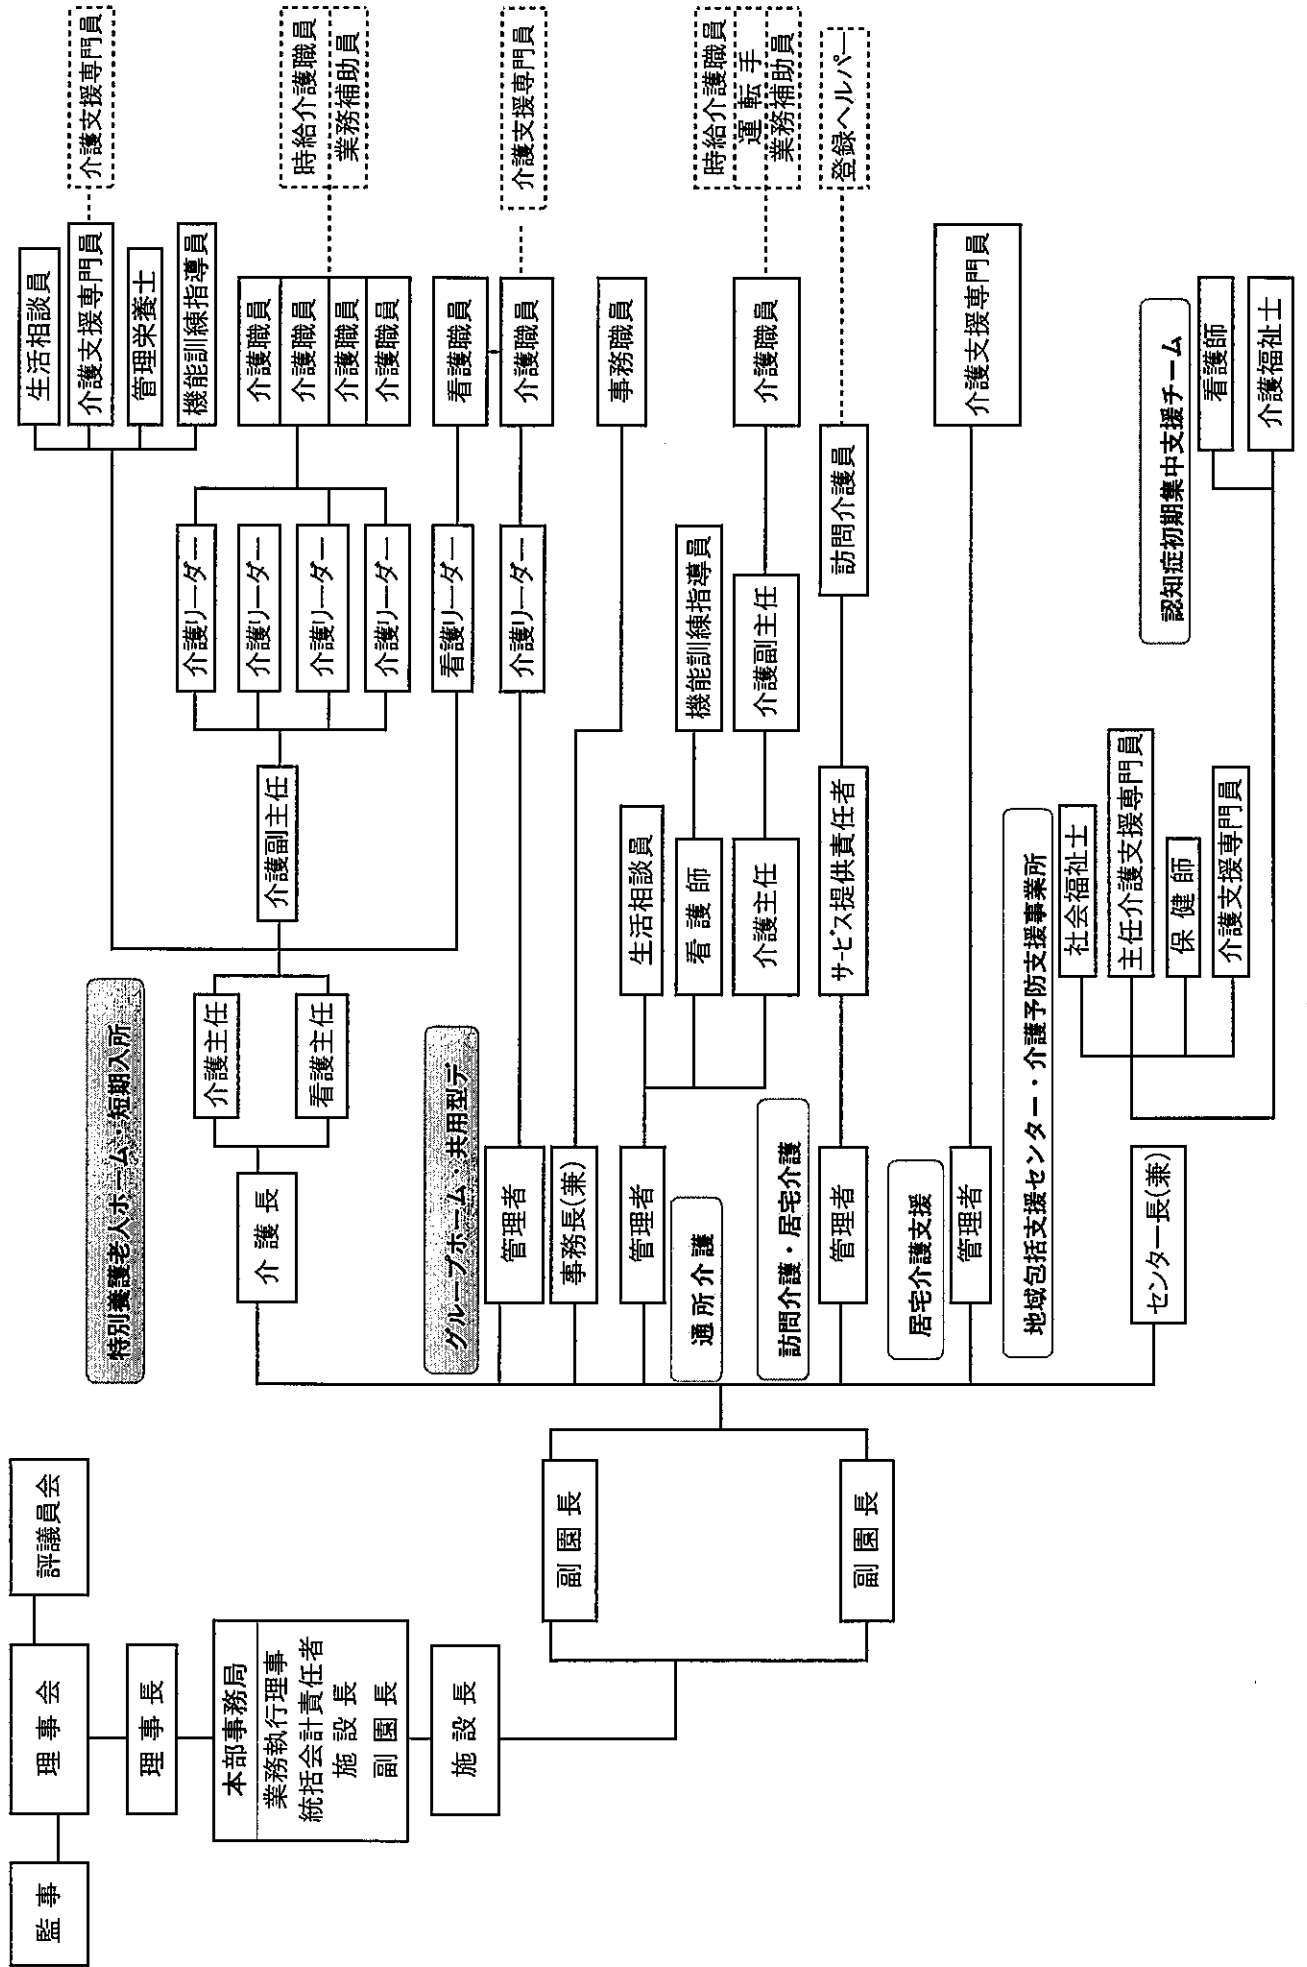 監事
理事会
評議員会
理事長
本部事務局
業務執行理事
統括会計責任者
施設長
副園長
施設長
副園長
副園長
特別養護老人ホーム・短期入所
介護長
介護主任
看護主任
介護副主任
介護リーダー
介護リーダー
介護リーダー
介護リーダー
看護リーダー
生活相談員
介護支援専門員
管理栄養士
機能訓練指導員
介護支援専門員
介護職員
介護職員
介護職員
介護職員
時給介護職員
業務補助員
看護職員
グループホーム・共用型デ
管理者
介護リーダー
介護職員
介護支援専門員
事務長(兼)
事務職員
通所介護
管理者
生活相談員
看護師
機能訓練指導員
介護主任
介護副主任
介護職員
時給介護職員
運転手
業務補助員
訪問介護・居宅介護
管理者
サービス提供責任者
訪問介護員
登録ヘルパー
居宅介護支援
管理者
介護支援専門員
地域包括支援センター・介護予防支援事業所
センター長(兼)
社会福祉士
主任介護支援専門員
保健師
介護支援専門員
認知症初期集中支援チーム
看護師
介護福祉士